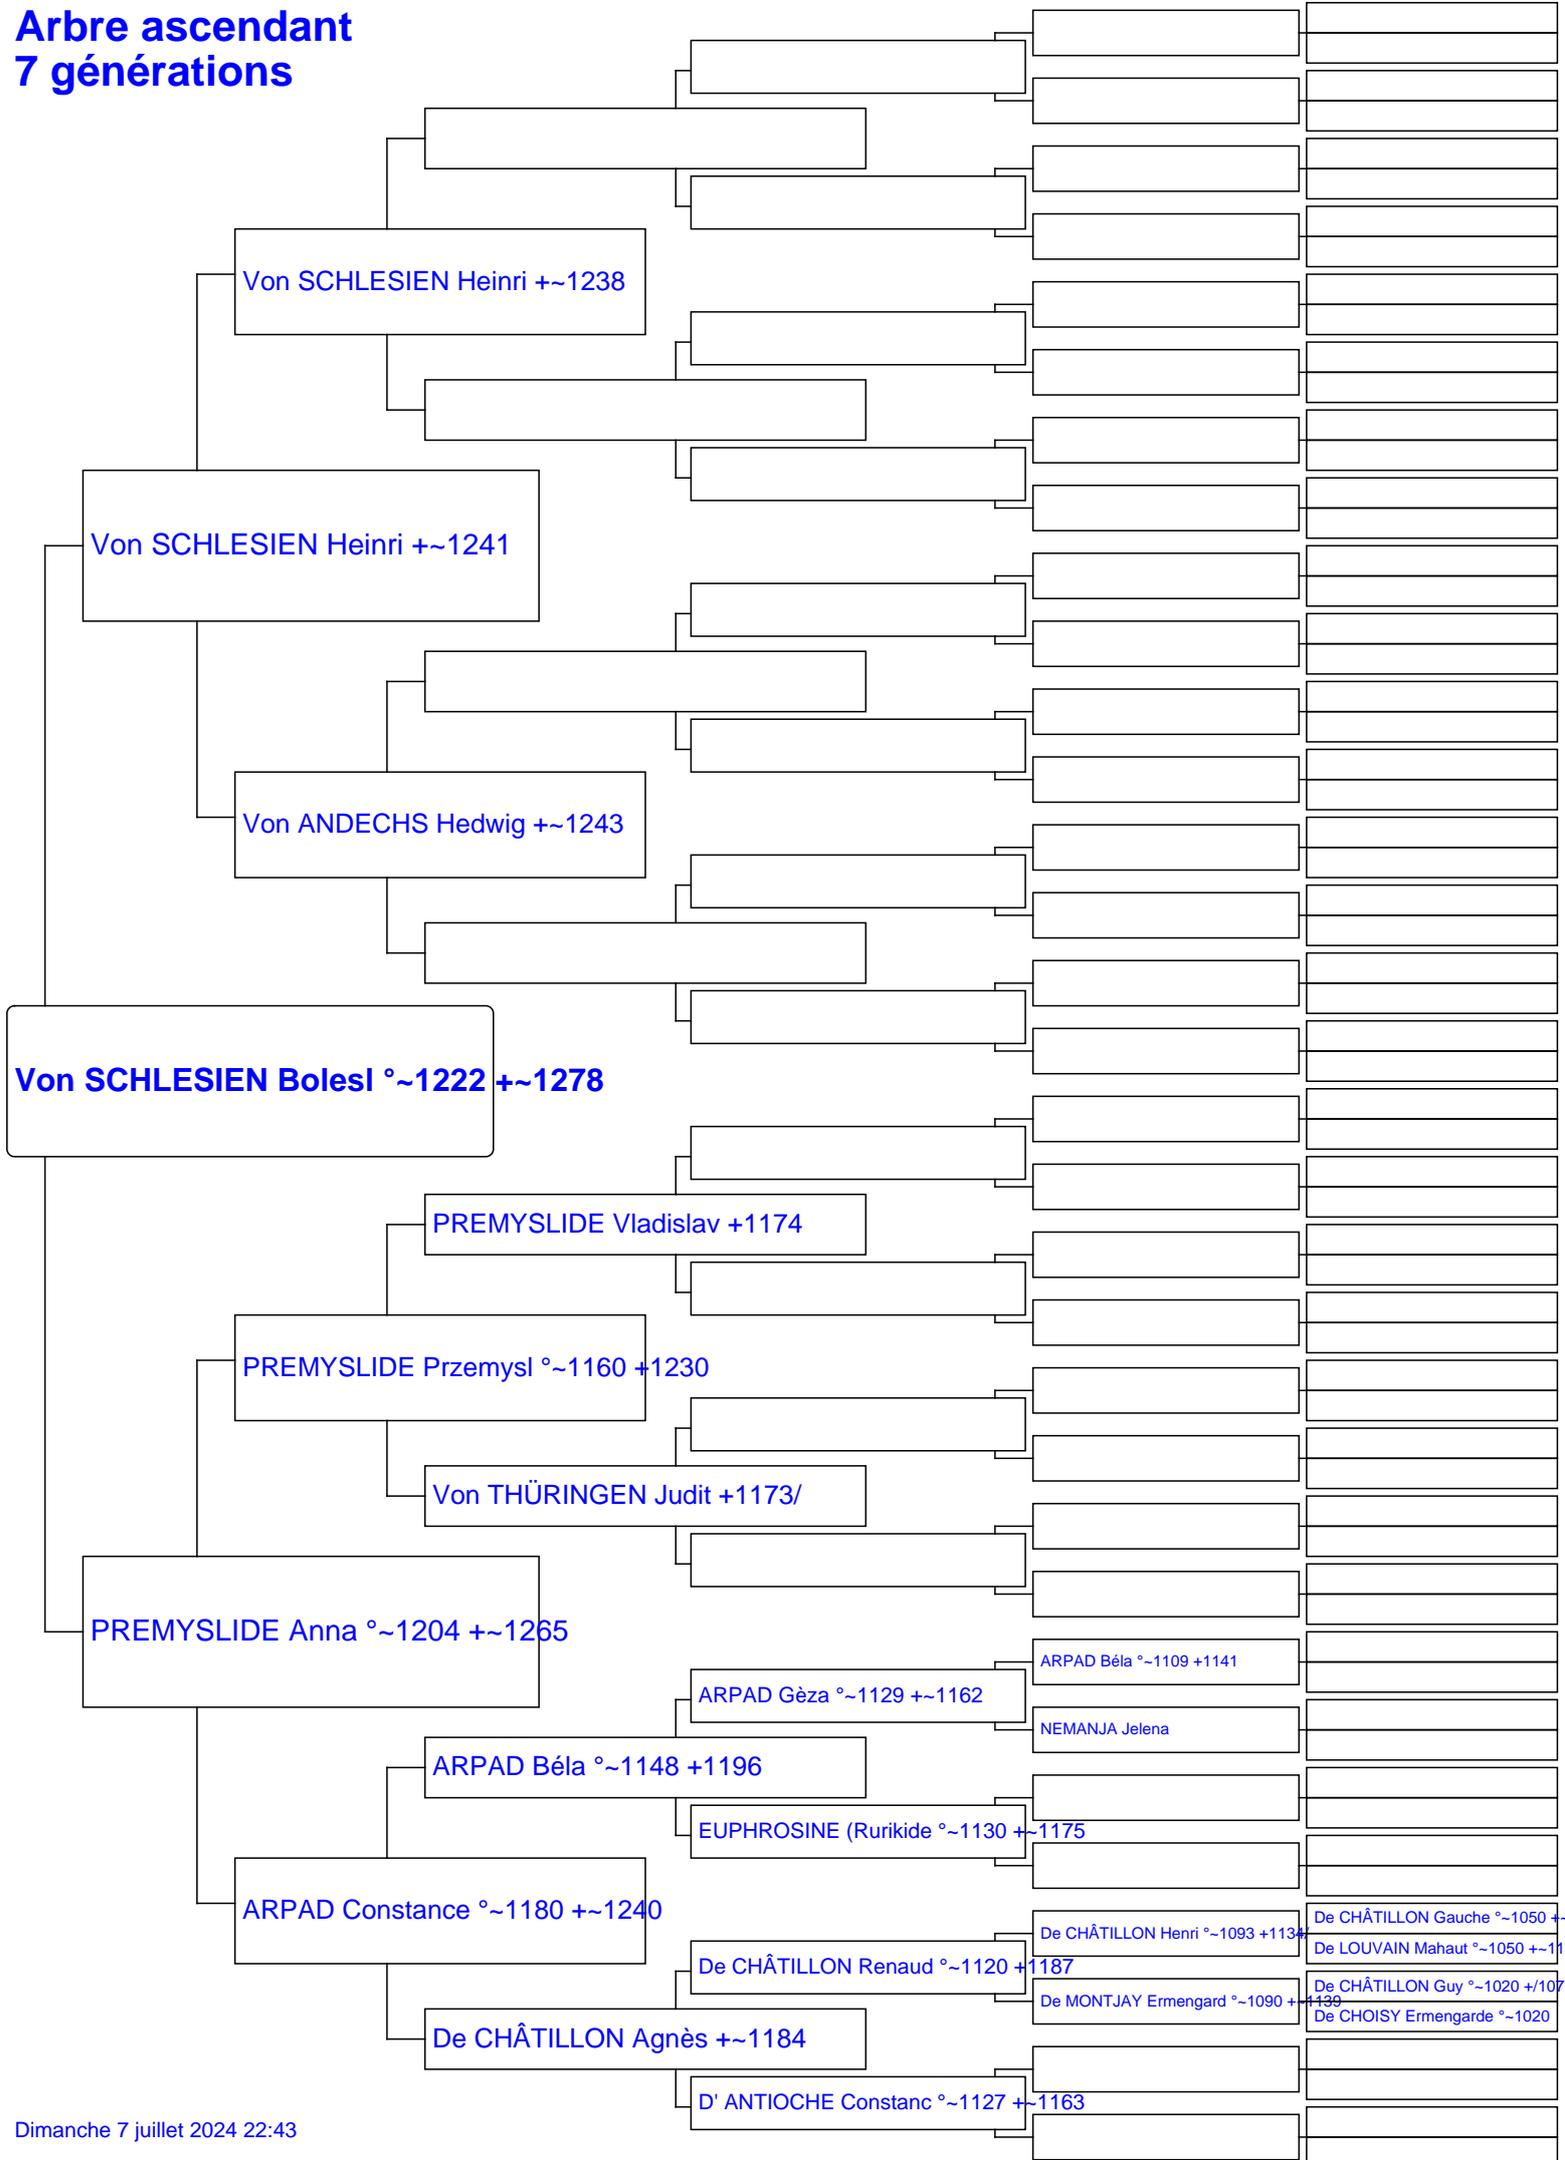 Arbre ascendant
7 générations
Von SCHLESIEN Heinri +~1238
Von SCHLESIEN Heinri +~1241
Von ANDECHS Hedwig +~1243
Von SCHLESIEN Bolesl °~1222 +~1278
PREMYSLIDE Vladislav +1174
PREMYSLIDE Przemysl °~1160 +1230
Von THÜRINGEN Judit +1173/
PREMYSLIDE Anna °~1204 +~1265
ARPAD Béla °~1109 +1141
ARPAD Gèza °~1129 +~1162
NEMANJA Jelena
ARPAD Béla °~1148 +1196
EUPHROSINE (Rurikide °~1130 +~1175
ARPAD Constance °~1180 +~1240
De CHÂTILLON Gauche °~1050 +~
De CHÂTILLON Henri °~1093 +1134/
De LOUVAIN Mahaut °~1050 +~11
De CHÂTILLON Renaud °~1120 +1187
De CHÂTILLON Guy °~1020 +/107
De MONTJAY Ermengard °~1090 +~1139
De CHOISY Ermengarde °~1020
De CHÂTILLON Agnès +~1184
D' ANTIOCHE Constanc °~1127 +~1163
Dimanche 7 juillet 2024 22:43